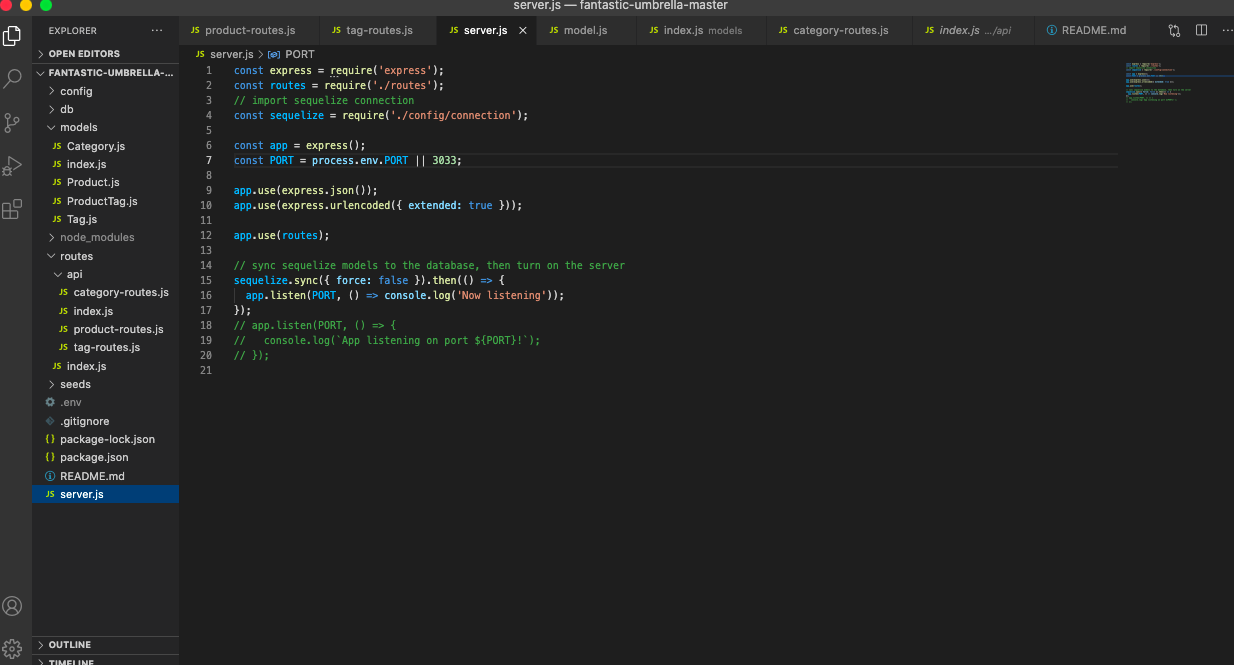 server.js — fantastic-umbrella-master
EXPLORER
OPEN EDITORS
FANTASTIC-UMBRELLA-...
config
db
models
JS Category.js
JS index.js
JS Product.js
JS ProductTag.js
JS Tag.js
node_modules
routes
api
JS category-routes.js
JS index.js
JS product-routes.js
JS tag-routes.js
JS index.js
seeds
.env
.gitignore
{} package-lock.json
{} package.json
README.md
JS server.js
OUTLINE
TIMELINE
JS product-routes.js
JS tag-routes.js
JS server.js
JS model.js
JS index.js models
JS category-routes.js
JS index.js .../api
README.md
JS server.js > PORT
1 const express = require('express');
2 const routes = require('./routes');
3 // import sequelize connection
4 const sequelize = require('./config/connection');
5
6 const app = express();
7 const PORT = process.env.PORT || 3033;
8
9 app.use(express.json());
10 app.use(express.urlencoded({ extended: true }));
11
12 app.use(routes);
13
14 // sync sequelize models to the database, then turn on the server
15 sequelize.sync({ force: false }).then(() => {
16   app.listen(PORT, () => console.log('Now listening'));
17 });
18 // app.listen(PORT, () => {
19 //   console.log(`App listening on port ${PORT}!`);
20 // });
21